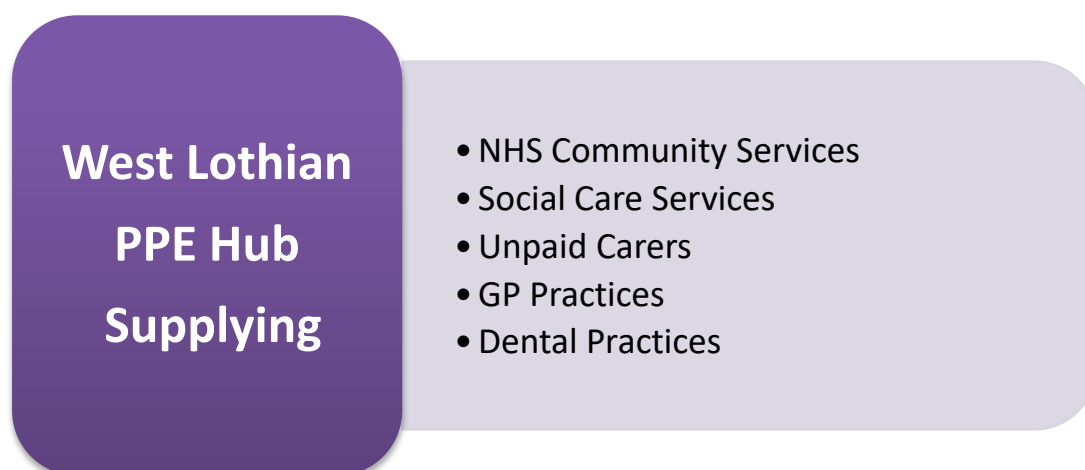 West Lothian
PPE Hub
Supplying
• NHS Community Services
• Social Care Services
• Unpaid Carers
• GP Practices
• Dental Practices